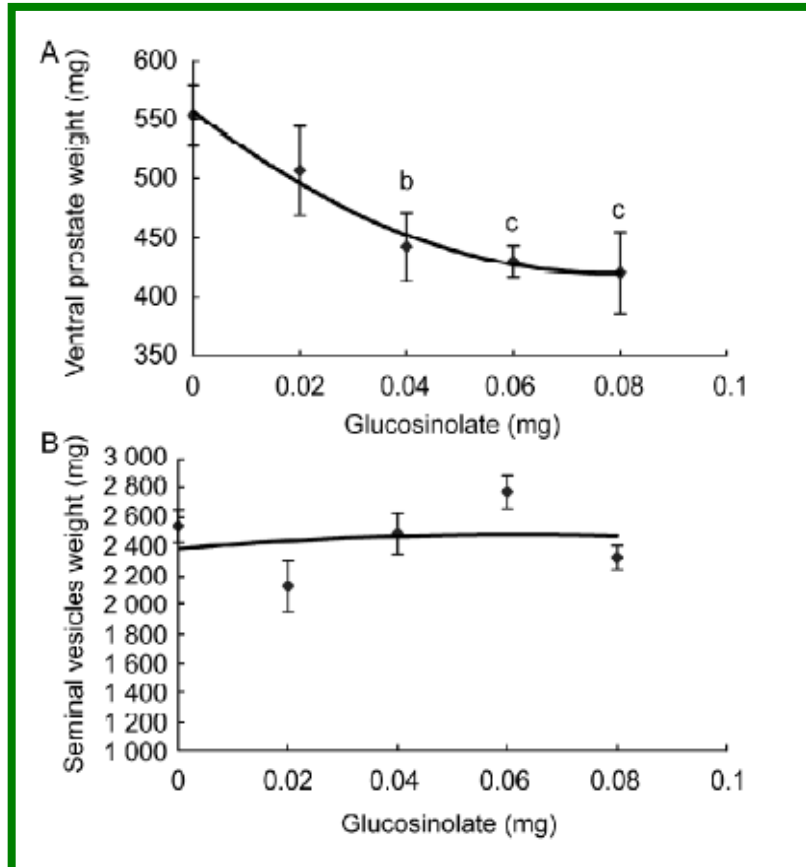 A
Ventral prostate weight (mg)
600
550
500
450
400
350
b
c
c
0 0.02 0.04 0.06 0.08 0.1
Glucosinolate (mg)
B
Seminal vesicles weight (mg)
3 000
2 800
2 600
2 400
2 200
2 000
1 800
1 600
1 400
1 200
1 000
0 0.02 0.04 0.06 0.08 0.1
Glucosinolate (mg)